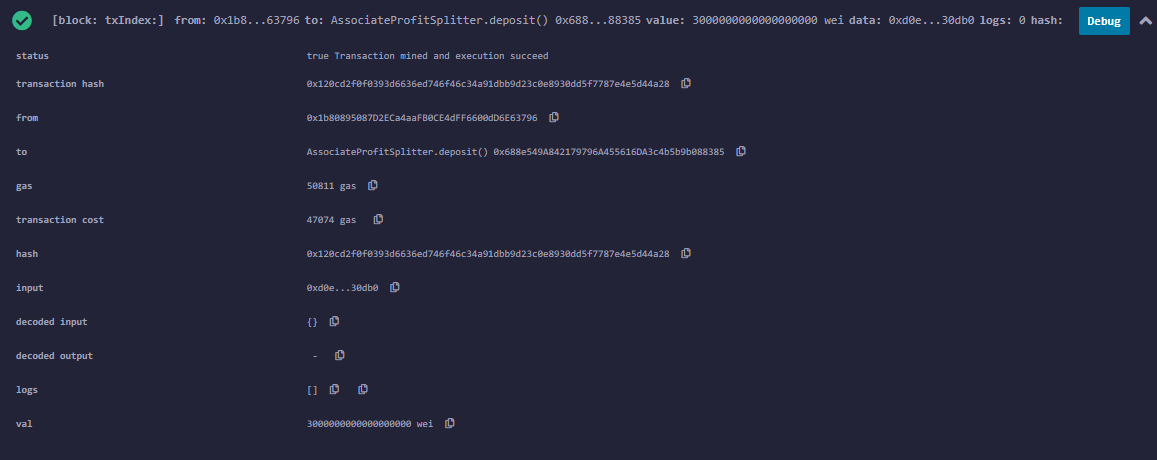 [block: txIndex:] from: 0x1b8...63796 to: AssociateProfitSplitter.deposit() 0x688...88385 value: 3000000000000000000 wei data: 0xd0e...30db0 logs: 0 hash: Debug
status true Transaction mined and execution succeed
transaction hash 0x120cd2f0f0393d6636ed746f46c34a91dbb9d23c0e8930dd5f7787e4e5d44a28
from 0x1b80895087D2ECa4aaFB0CE4dFF6600dD6E63796
to AssociateProfitSplitter.deposit() 0x688e549A842179796A455616DA3c4b5b9b088385
gas 50811 gas
transaction cost 47074 gas
hash 0x120cd2f0f0393d6636ed746f46c34a91dbb9d23c0e8930dd5f7787e4e5d44a28
input 0xd0e...30db0
decoded input {}
decoded output -
logs []
val 3000000000000000000 wei